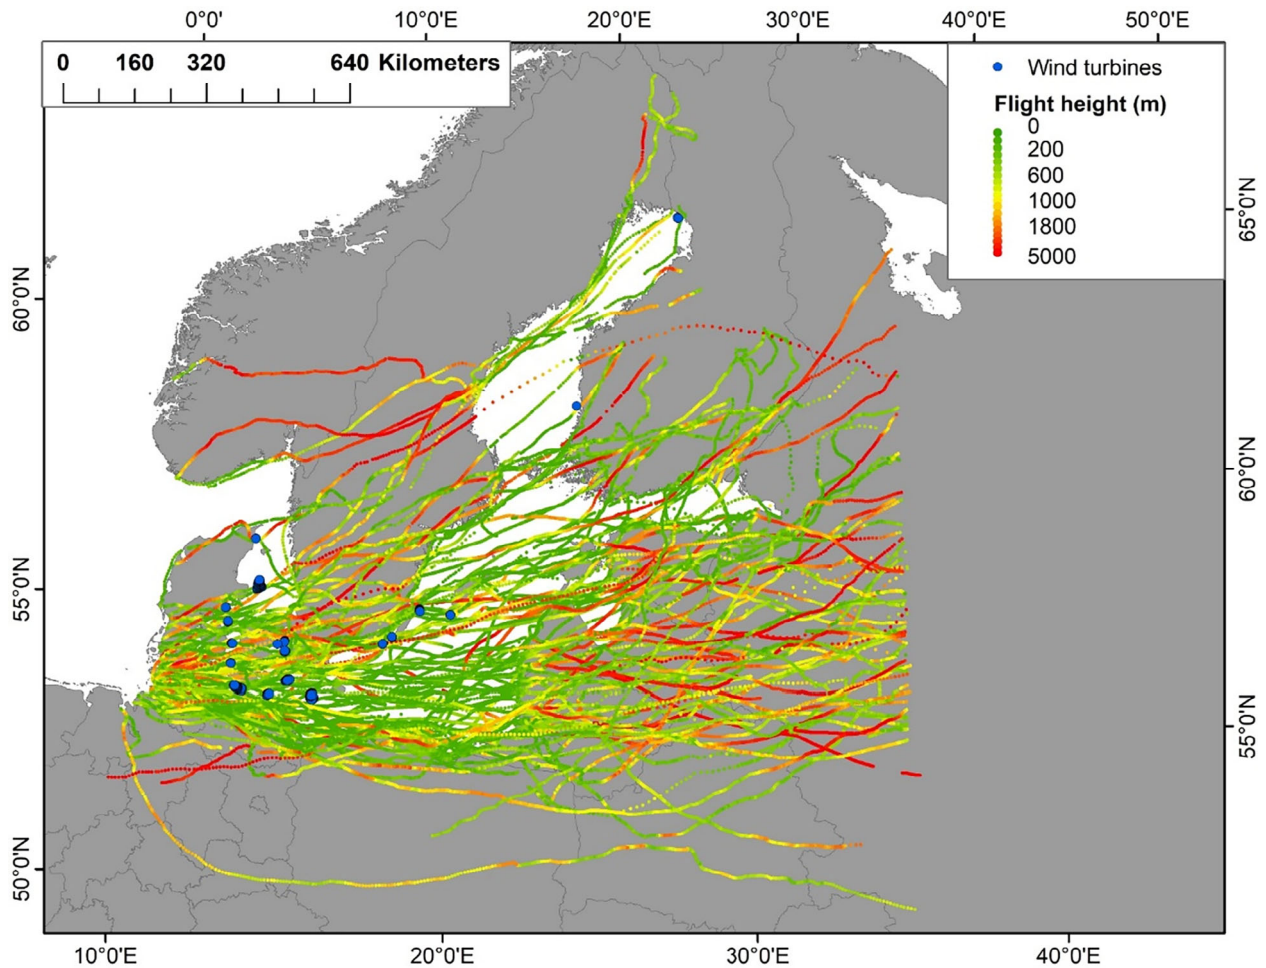 0°0' 10°0'E 20°0'E 30°0'E 40°0'E 50°0'E
0 160 320 640 Kilometers
Wind turbines
Flight height (m)
0
200
600
1000
1800
5000
60°0'N
55°0'N
50°0'N
65°0'N
60°0'N
55°0'N
10°0'E 20°0'E 30°0'E 40°0'E